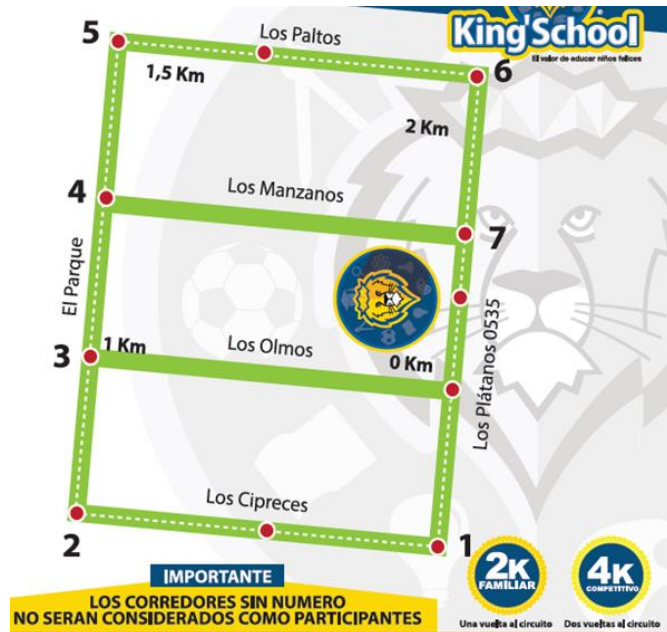 King'School
El valor de educar niños felices
5
Los Paltos
6
1,5 Km
2 Km
4
Los Manzanos
7
El Parque
Los Plátanos 0535
3
1 Km
Los Olmos
0 Km
Los Cipreces
2
1
IMPORTANTE
LOS CORREDORES SIN NUMERO
NO SERAN CONSIDERADOS COMO PARTICIPANTES
2K
FAMILIAR
Una vuelta al circuito
4K
COMPETITIVO
Dos vueltas al circuito